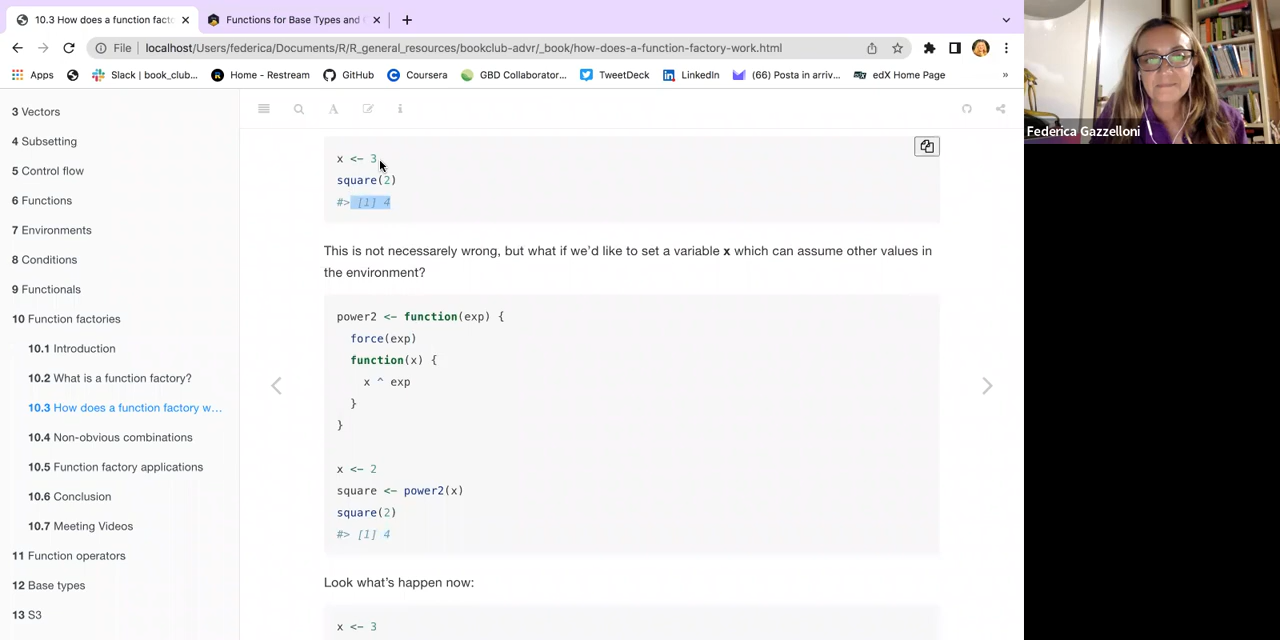 10.3 How does a function facto
Functions for Base Types and
File
localhost/Users/federica/Documents/R/R_general_resources/bookclub-advr/_book/how-does-a-function-factory-work.html
Apps
Slack | book_club...
Home - Restream
GitHub
Coursera
GBD Collaborator...
TweetDeck
LinkedIn
(66) Posta in arriv...
edX Home Page
»
3 Vectors
4 Subsetting
5 Control flow
6 Functions
7 Environments
8 Conditions
9 Functionals
10 Function factories
10.1 Introduction
10.2 What is a function factory?
10.3 How does a function factory w...
10.4 Non-obvious combinations
10.5 Function factory applications
10.6 Conclusion
10.7 Meeting Videos
11 Function operators
12 Base types
13 S3
x <- 3
square(2)
#> [1] 4
This is not necessarely wrong, but what if we'd like to set a variable x which can assume other values in
the environment?
power2 <- function(exp) {
force(exp)
function(x) {
x ^ exp
}
}
x <- 2
square <- power2(x)
square(2)
#> [1] 4
Look what's happen now:
x <- 3
Federica Gazzelloni